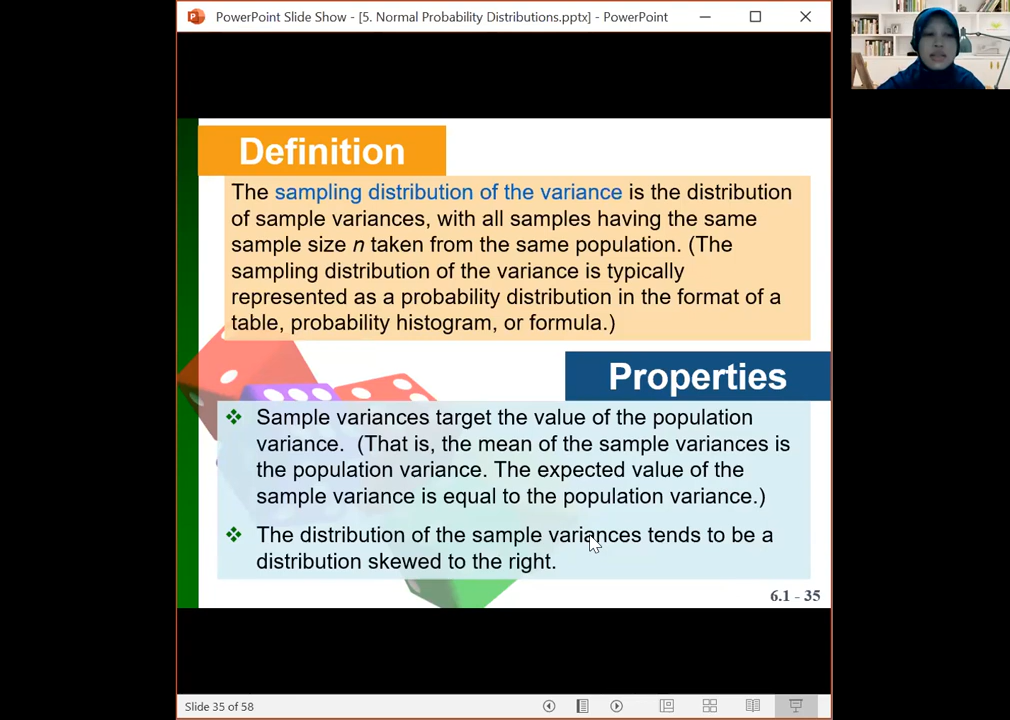 PowerPoint Slide Show - [5. Normal Probability Distributions.pptx] - PowerPoint
Definition
The sampling distribution of the variance is the distribution
of sample variances, with all samples having the same
sample size n taken from the same population. (The
sampling distribution of the variance is typically
represented as a probability distribution in the format of a
table, probability histogram, or formula.)
Properties
Sample variances target the value of the population
variance. (That is, the mean of the sample variances is
the population variance. The expected value of the
sample variance is equal to the population variance.)
The distribution of the sample variances tends to be a
distribution skewed to the right.
6.1 - 35
Slide 35 of 58